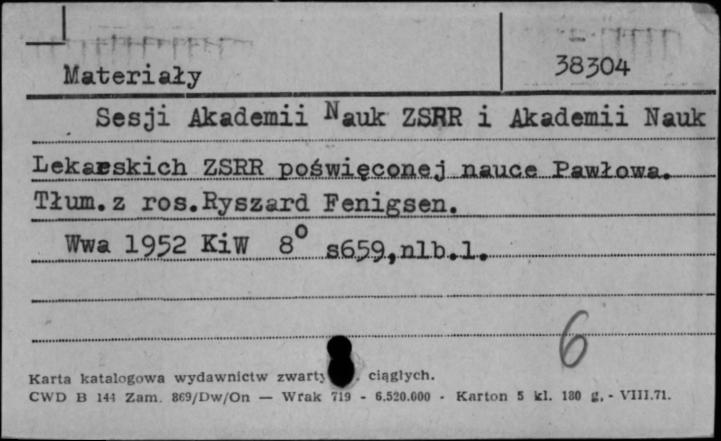 Materiały
38304
Sesji Akademii Nauk ZSRR i Akademii Nauk
Lekarskich ZSRR poświęconej nauce Pawłowa.
Tłum.z ros.Ryszard Fenigsen.
Wwa 1952 KiW 8° s659,nlb.1.
6
Karta katalogowa wydawnictw ciągłych.
CWD B 144 Zam. 869/Dw/On — Wrak 719 - 6.520.000 - Karton 5 kl. 180 g. - VIII.71.